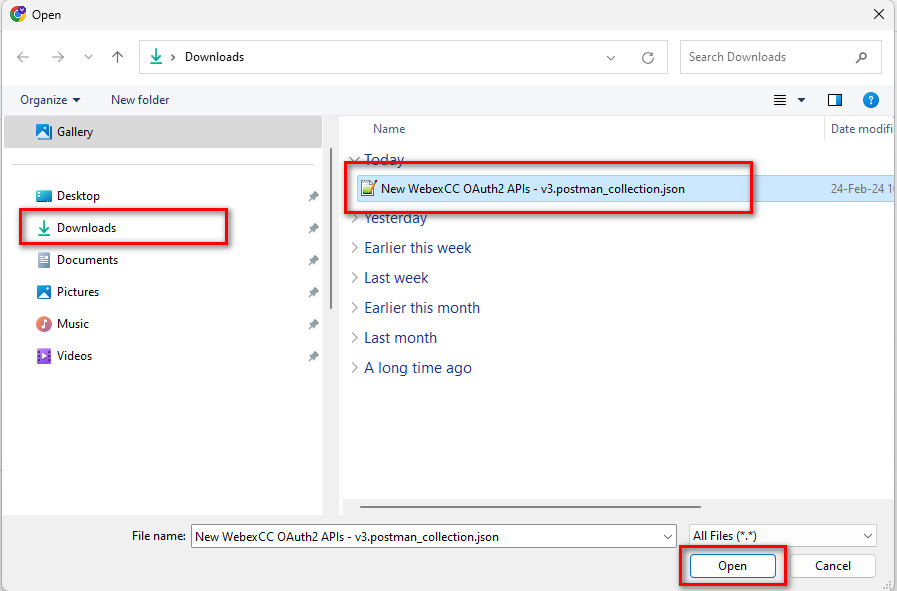 Open
Downloads
Search Downloads
Organize
New folder
?
Gallery
Desktop
Downloads
Documents
Pictures
Music
Videos
Name
Date modifi
Today
New WebexCC OAuth2 APIs - v3.postman_collection.json
24-Feb-24 10
Yesterday
Earlier this week
Last week
Earlier this month
Last month
A long time ago
File name:
New WebexCC OAuth2 APIs - v3.postman_collection.json
All Files (*.*)
Open
Cancel